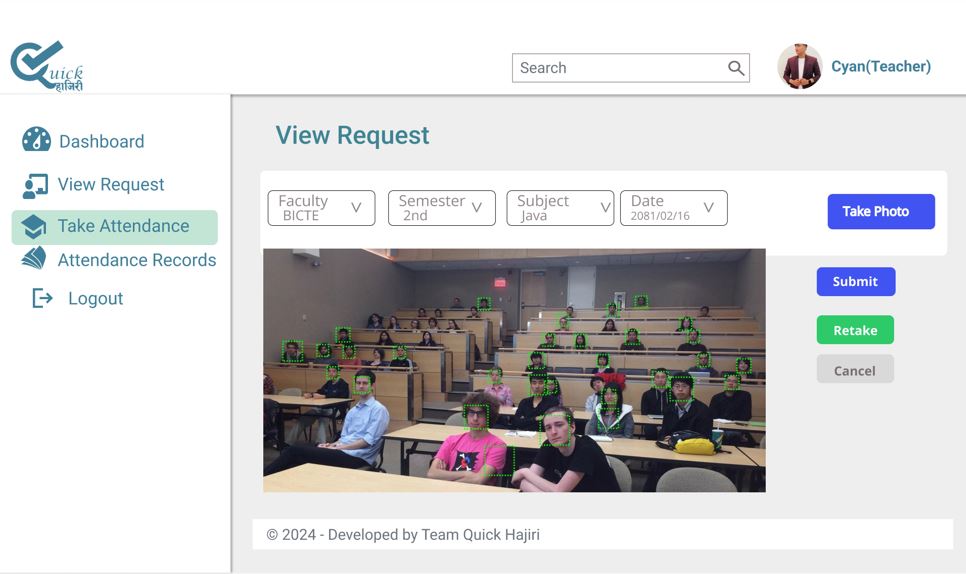 Quick
हाजिरी
Search
Cyan(Teacher)
Dashboard
View Request
Take Attendance
Attendance Records
Logout
View Request
Faculty
BICTE
Semester
2nd
Subject
Java
Date
2081/02/16
Take Photo
Submit
Retake
Cancel
© 2024 - Developed by Team Quick Hajiri